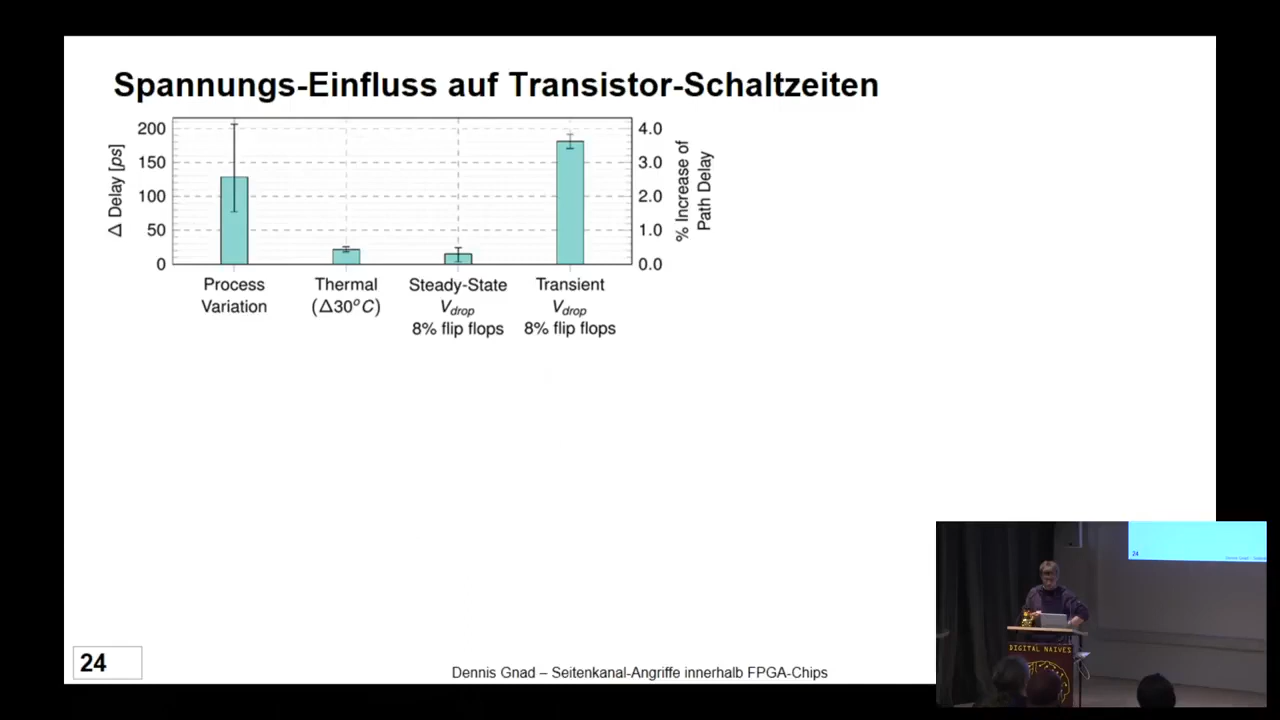 Spannungs-Einfluss auf Transistor-Schaltzeiten
Δ Delay [ps]
200
150
100
50
0
4.0
3.0
2.0
1.0
0.0
% Increase of
Path Delay
Process
Variation
Thermal
(Δ30°C)
Steady-State
Vdrop
8% flip flops
Transient
Vdrop
8% flip flops
24
Dennis Gnad – Seitenkanal-Angriffe innerhalb FPGA-Chips
24
DIGITAL NAIVES